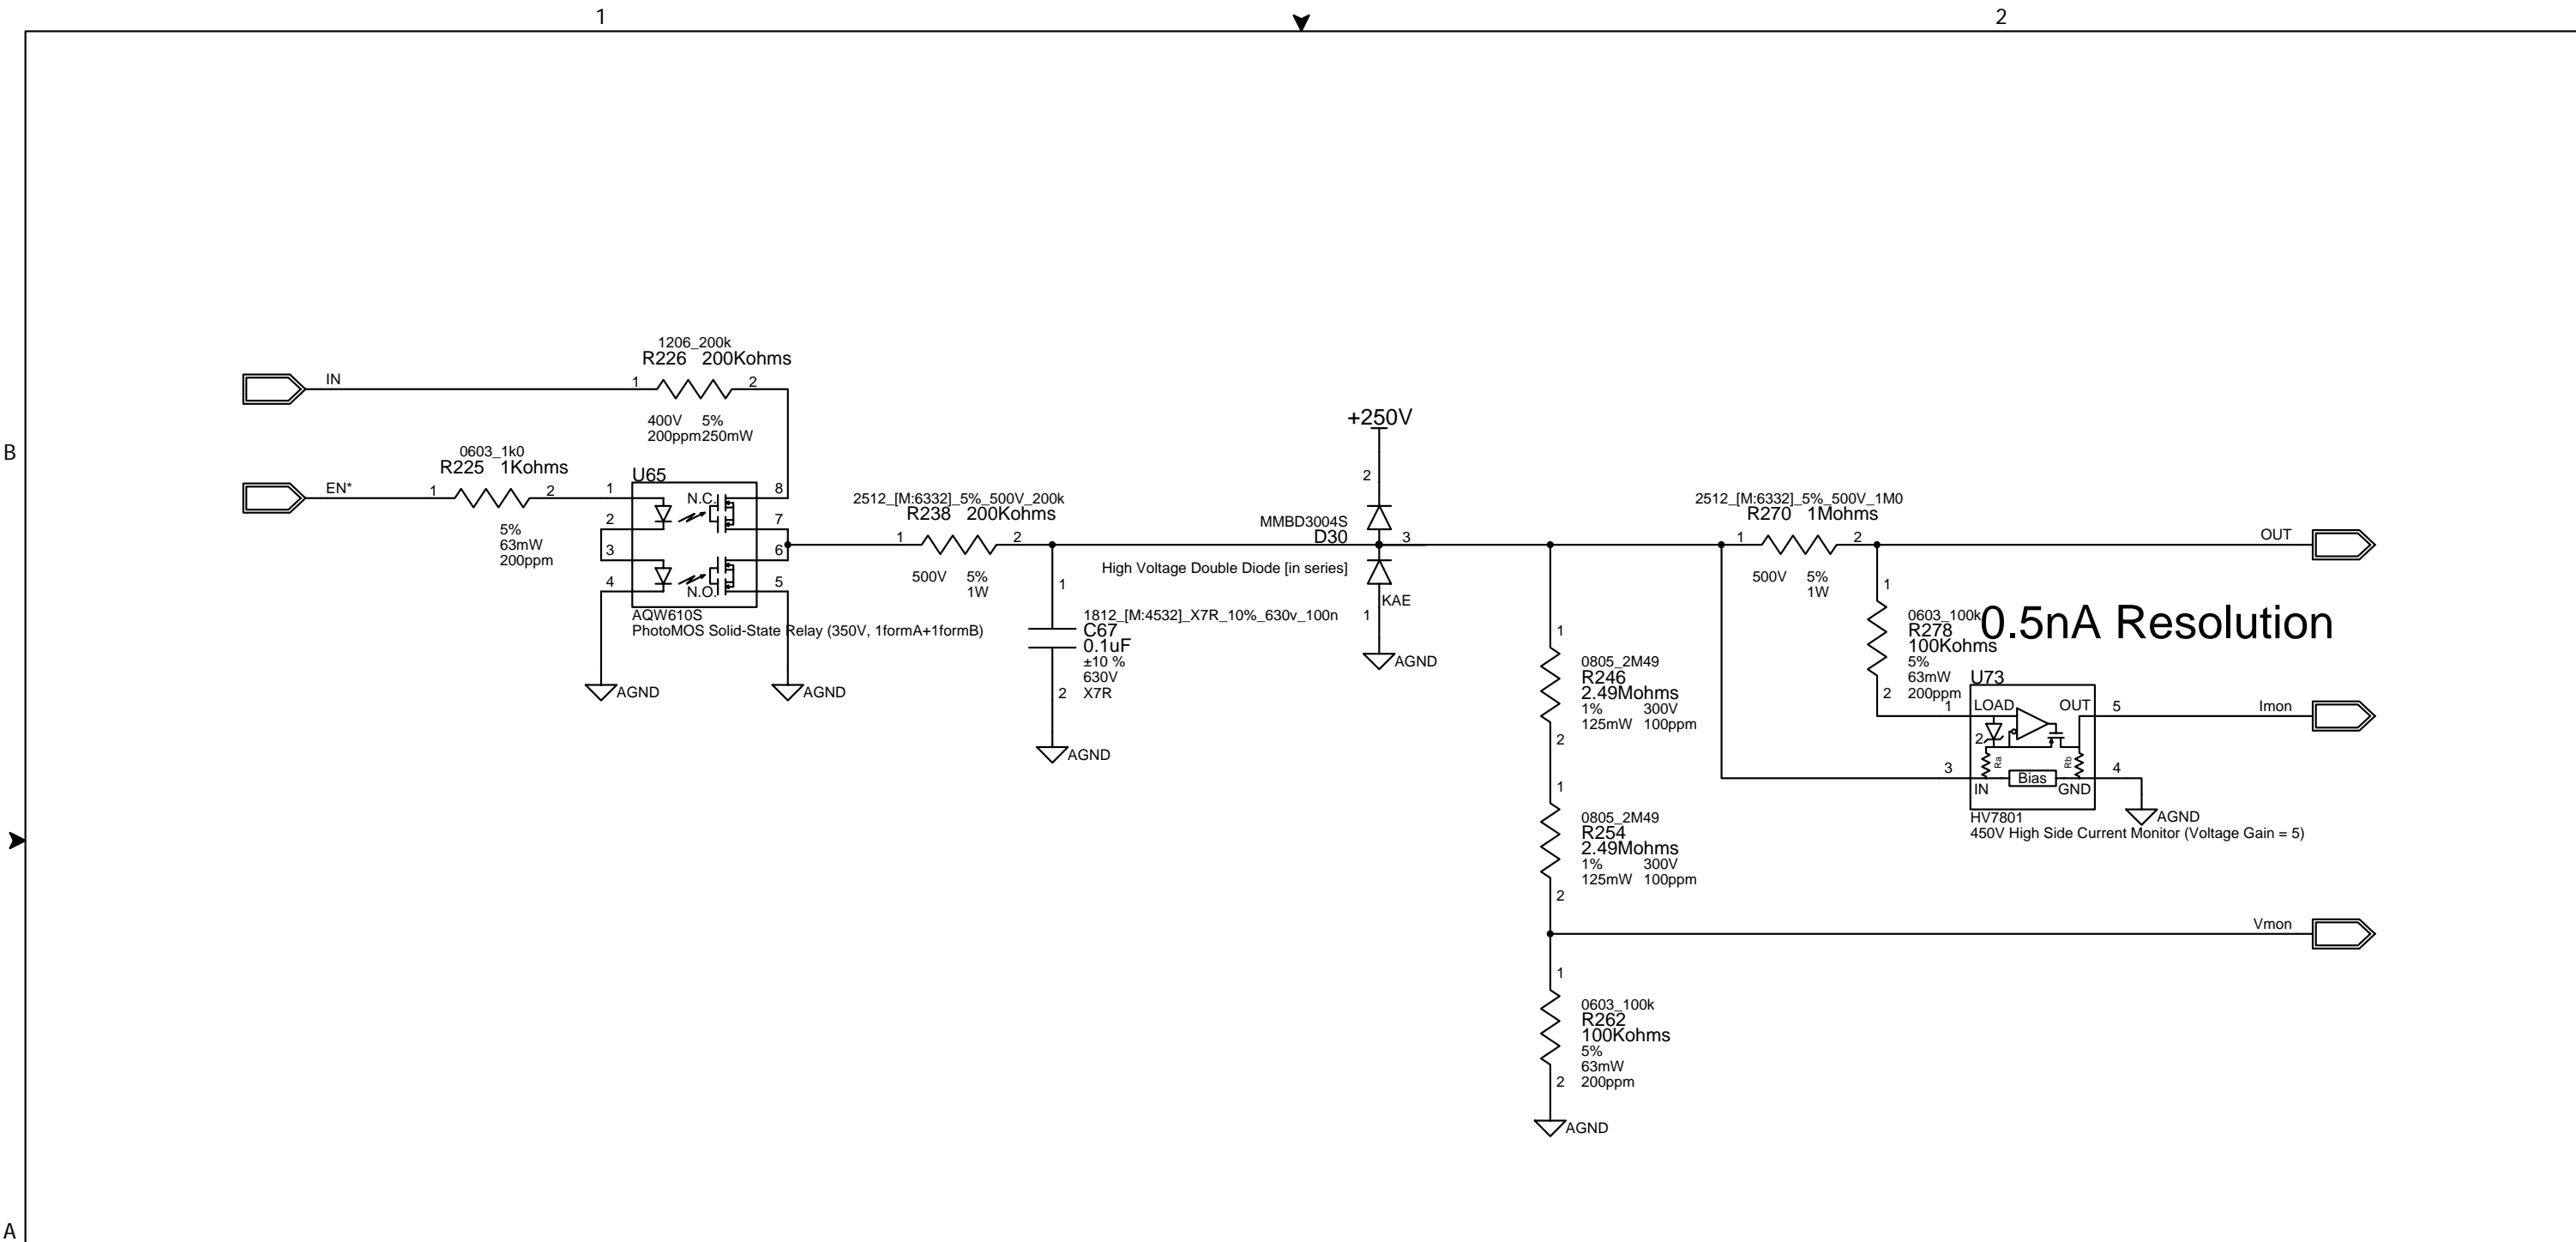 1
2
B
A
IN
1206_200k
R226 200Kohms
1
2
400V 5%
200ppm250mW
EN*
0603_1k0
R225 1Kohms
1
2
5%
63mW
200ppm
U65
1
2
3
4
N.C.
N.O.
8
7
6
5
AQW610S
PhotoMOS Solid-State Relay (350V, 1formA+1formB)
AGND
AGND
2512_[M:6332]_5%_500V_200k
R238 200Kohms
1
2
500V 5%
1W
1
1812_[M:4532]_X7R_10%_630v_100n
C67
0.1uF
±10 %
630V
2 X7R
AGND
+250V
2
MMBD3004S
D30
3
High Voltage Double Diode [in series]
KAE
1
AGND
1
0805_2M49
R246
2.49Mohms
1% 300V
125mW 100ppm
2
1
0805_2M49
R254
2.49Mohms
1% 300V
125mW 100ppm
2
1
0603_100k
R262
100Kohms
5%
63mW
2 200ppm
AGND
2512_[M:6332]_5%_500V_1M0
R270 1Mohms
1
2
500V 5%
1W
OUT
1
0603_100k
R278
100Kohms
5%
63mW
2 200ppm
0.5nA Resolution
U73
1
LOAD OUT
5
Imon
2
Ra
Rb
3
Bias
4
IN GND
AGND
HV7801
450V High Side Current Monitor (Voltage Gain = 5)
Vmon